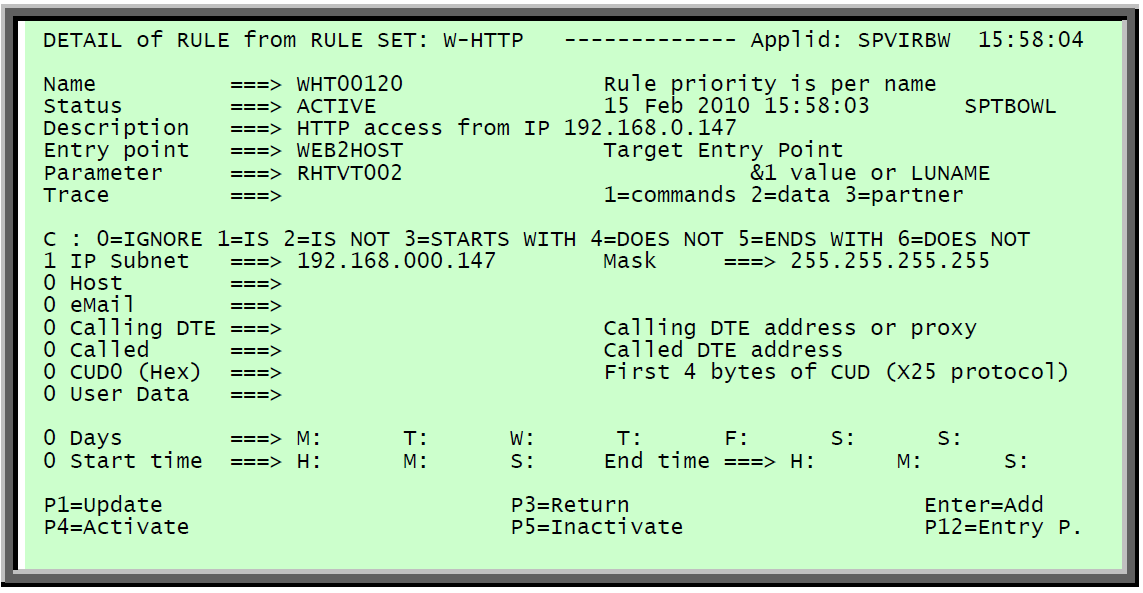 DETAIL of RULE from RULE SET: W-HTTP   ------------- Applid: SPVIRBW  15:58:04
Name          ===> WHT00120               Rule priority is per name
Status        ===> ACTIVE                 15 Feb 2010 15:58:03       SPTBOWL
Description   ===> HTTP access from IP 192.168.0.147
Entry point   ===> WEB2HOST               Target Entry Point
Parameter     ===> RHTVT002                          &1 value or LUNAME
Trace         ===>                        1=commands 2=data 3=partner
C : 0=IGNORE 1=IS 2=IS NOT 3=STARTS WITH 4=DOES NOT 5=ENDS WITH 6=DOES NOT
1 IP Subnet   ===> 192.168.000.147        Mask     ===> 255.255.255.255
0 Host        ===>
0 eMail       ===>
0 Calling DTE ===>                        Calling DTE address or proxy
0 Called      ===>                        Called DTE address
0 CUD0 (Hex)  ===>                        First 4 bytes of CUD (X25 protocol)
0 User Data   ===>
0 Days        ===> M:      T:      W:      T:      F:      S:      S:
0 Start time  ===> H:      M:      S:     End time ===> H:      M:      S:
P1=Update                          P3=Return                      Enter=Add
P4=Activate                        P5=Inactivate                  P12=Entry P.